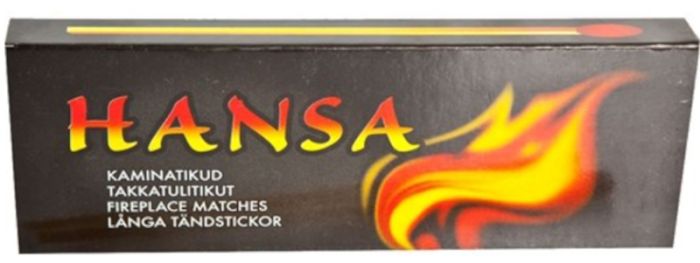 HANSA
KAMINATIKUD
TAKKATULITIKUT
FIREPLACE MATCHES
LÅNGA TÄNDSTICKOR